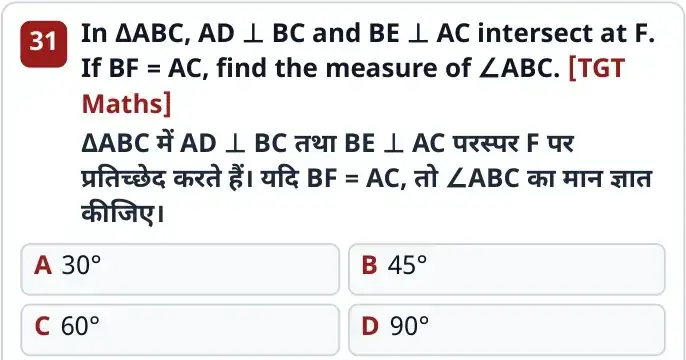 31 In ΔABC, AD ⊥ BC and BE ⊥ AC intersect at F.
If BF = AC, find the measure of ∠ABC. [TGT
Maths]
ΔABC में AD ⊥ BC तथा BE ⊥ AC परस्पर F पर
प्रतिच्छेद करते हैं। यदि BF = AC, तो ∠ABC का मान ज्ञात
कीजिए।
A 30° B 45°
C 60° D 90°